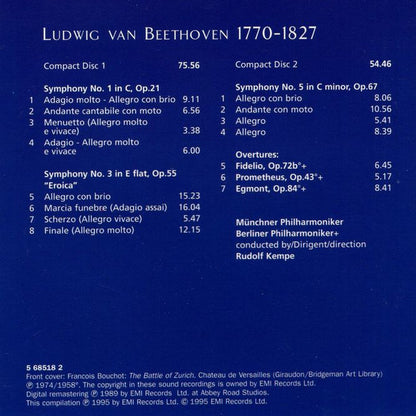 LUDWIG VAN BEETHOVEN 1770-1827
Compact Disc 1 75.56
Symphony No. 1 in C, Op.21
1 Adagio molto - Allegro con brio 9.11
2 Andante cantabile con moto 6.56
3 Menuetto (Allegro molto
e vivace) 3.38
4 Adagio - Allegro molto
e vivace 6.00
Symphony No. 3 in E flat, Op.55
"Eroica"
5 Allegro con brio 15.23
6 Marcia funebre (Adagio assai) 16.04
7 Scherzo (Allegro vivace) 5.47
8 Finale (Allegro molto) 12.15
Compact Disc 2 54.46
Symphony No. 5 in C minor, Op.67
1 Allegro con brio 8.06
2 Andante con moto 10.56
3 Allegro 5.41
4 Allegro 8.39
Overtures:
5 Fidelio, Op.72b°+ 6.45
6 Prometheus, Op.43°+ 5.17
7 Egmont, Op.84°+ 8.41
Münchner Philharmoniker
Berliner Philharmoniker+
conducted by/Dirigent/direction
Rudolf Kempe
5 68518 2
Front cover: Francois Bouchot: The Battle of Zurich. Chateau de Versailles (Giraudon/Bridgeman Art Library)
℗ 1974/1958°. The copyright in these sound recordings is owned by EMI Records Ltd.
Digital remastering ℗ 1989 by EMI Records Ltd. at Abbey Road Studios.
This compilation ℗ 1995 by EMI Records Ltd. © 1995 EMI Records Ltd.